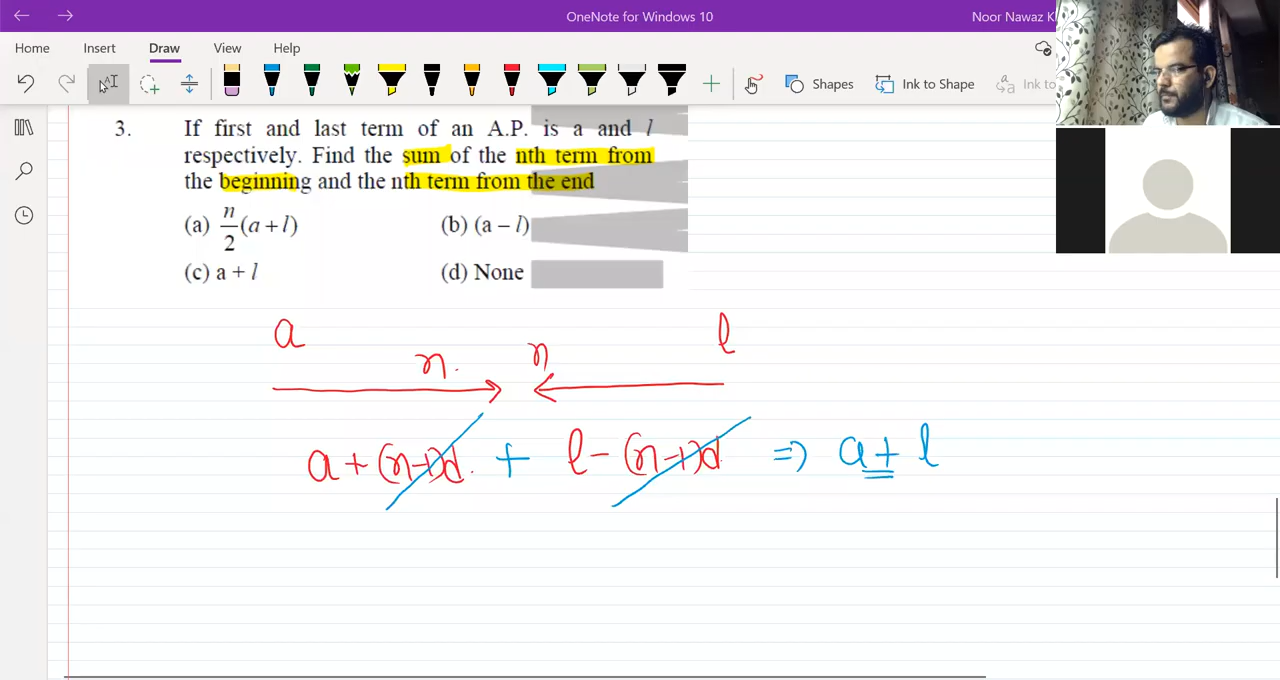 OneNote for Windows 10
Noor Nawaz K
Home Insert Draw View Help
Shapes Ink to Shape Ink to
3. If first and last term of an A.P. is a and l
respectively. Find the sum of the nth term from
the beginning and the nth term from the end
(a) n/2 (a + l) (b) (a – l)
(c) a + l (d) None
a l
n. n
a + (n-1)d. + l - (n-1)d => a + l